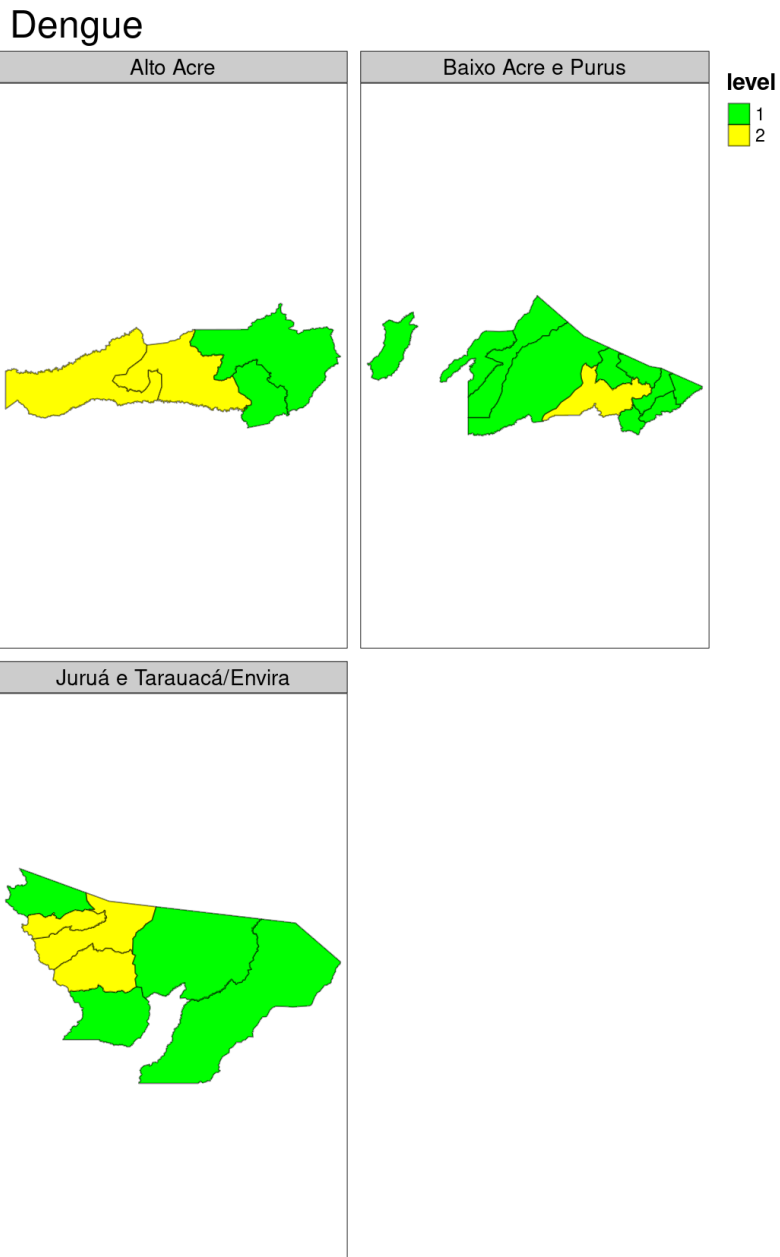 Dengue
Alto Acre
Baixo Acre e Purus
level
1
2
Juruá e Tarauacá/Envira